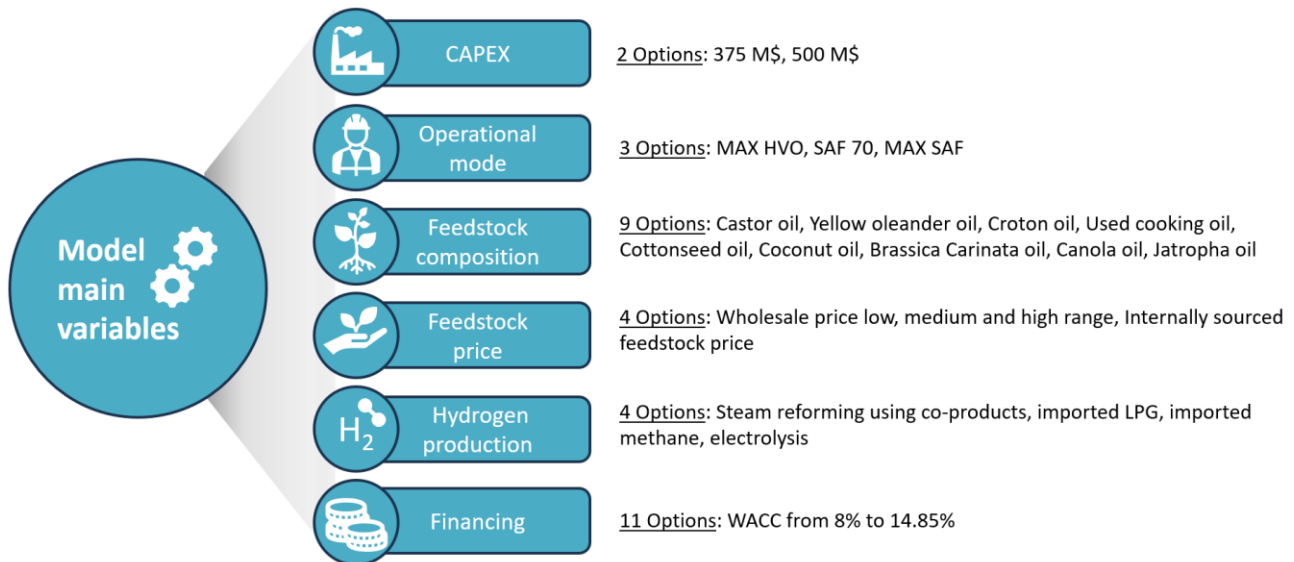 Model
main
variables
CAPEX
2 Options: 375 M$, 500 M$
Operational
mode
3 Options: MAX HVO, SAF 70, MAX SAF
Feedstock
composition
9 Options: Castor oil, Yellow oleander oil, Croton oil, Used cooking oil,
Cottonseed oil, Coconut oil, Brassica Carinata oil, Canola oil, Jatropha oil
Feedstock
price
4 Options: Wholesale price low, medium and high range, Internally sourced
feedstock price
H2
Hydrogen
production
4 Options: Steam reforming using co-products, imported LPG, imported
methane, electrolysis
Financing
11 Options: WACC from 8% to 14.85%